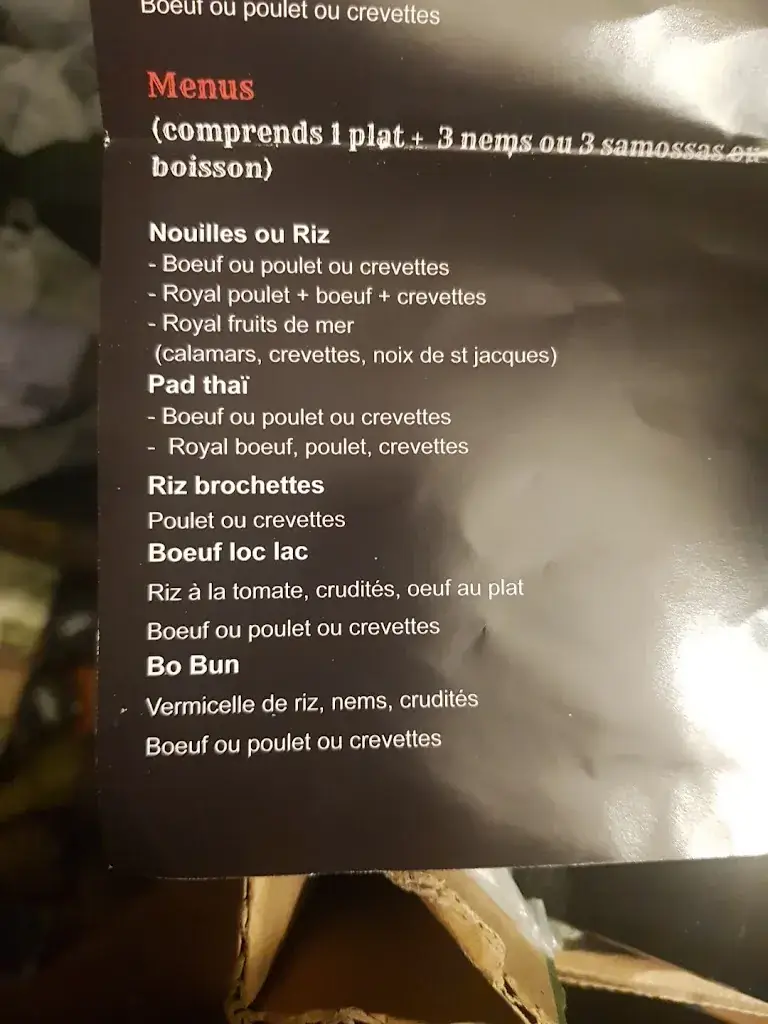 Boeuf ou poulet ou crevettes
Menus
(comprends 1 plat + 3 nems ou 3 samossas ou
boisson)
Nouilles ou Riz
- Boeuf ou poulet ou crevettes
- Royal poulet + boeuf + crevettes
- Royal fruits de mer
(calamars, crevettes, noix de st jacques)
Pad thaï
- Boeuf ou poulet ou crevettes
- Royal boeuf, poulet, crevettes
Riz brochettes
Poulet ou crevettes
Boeuf loc lac
Riz à la tomate, crudités, oeuf au plat
Boeuf ou poulet ou crevettes
Bo Bun
Vermicelle de riz, nems, crudités
Boeuf ou poulet ou crevettes